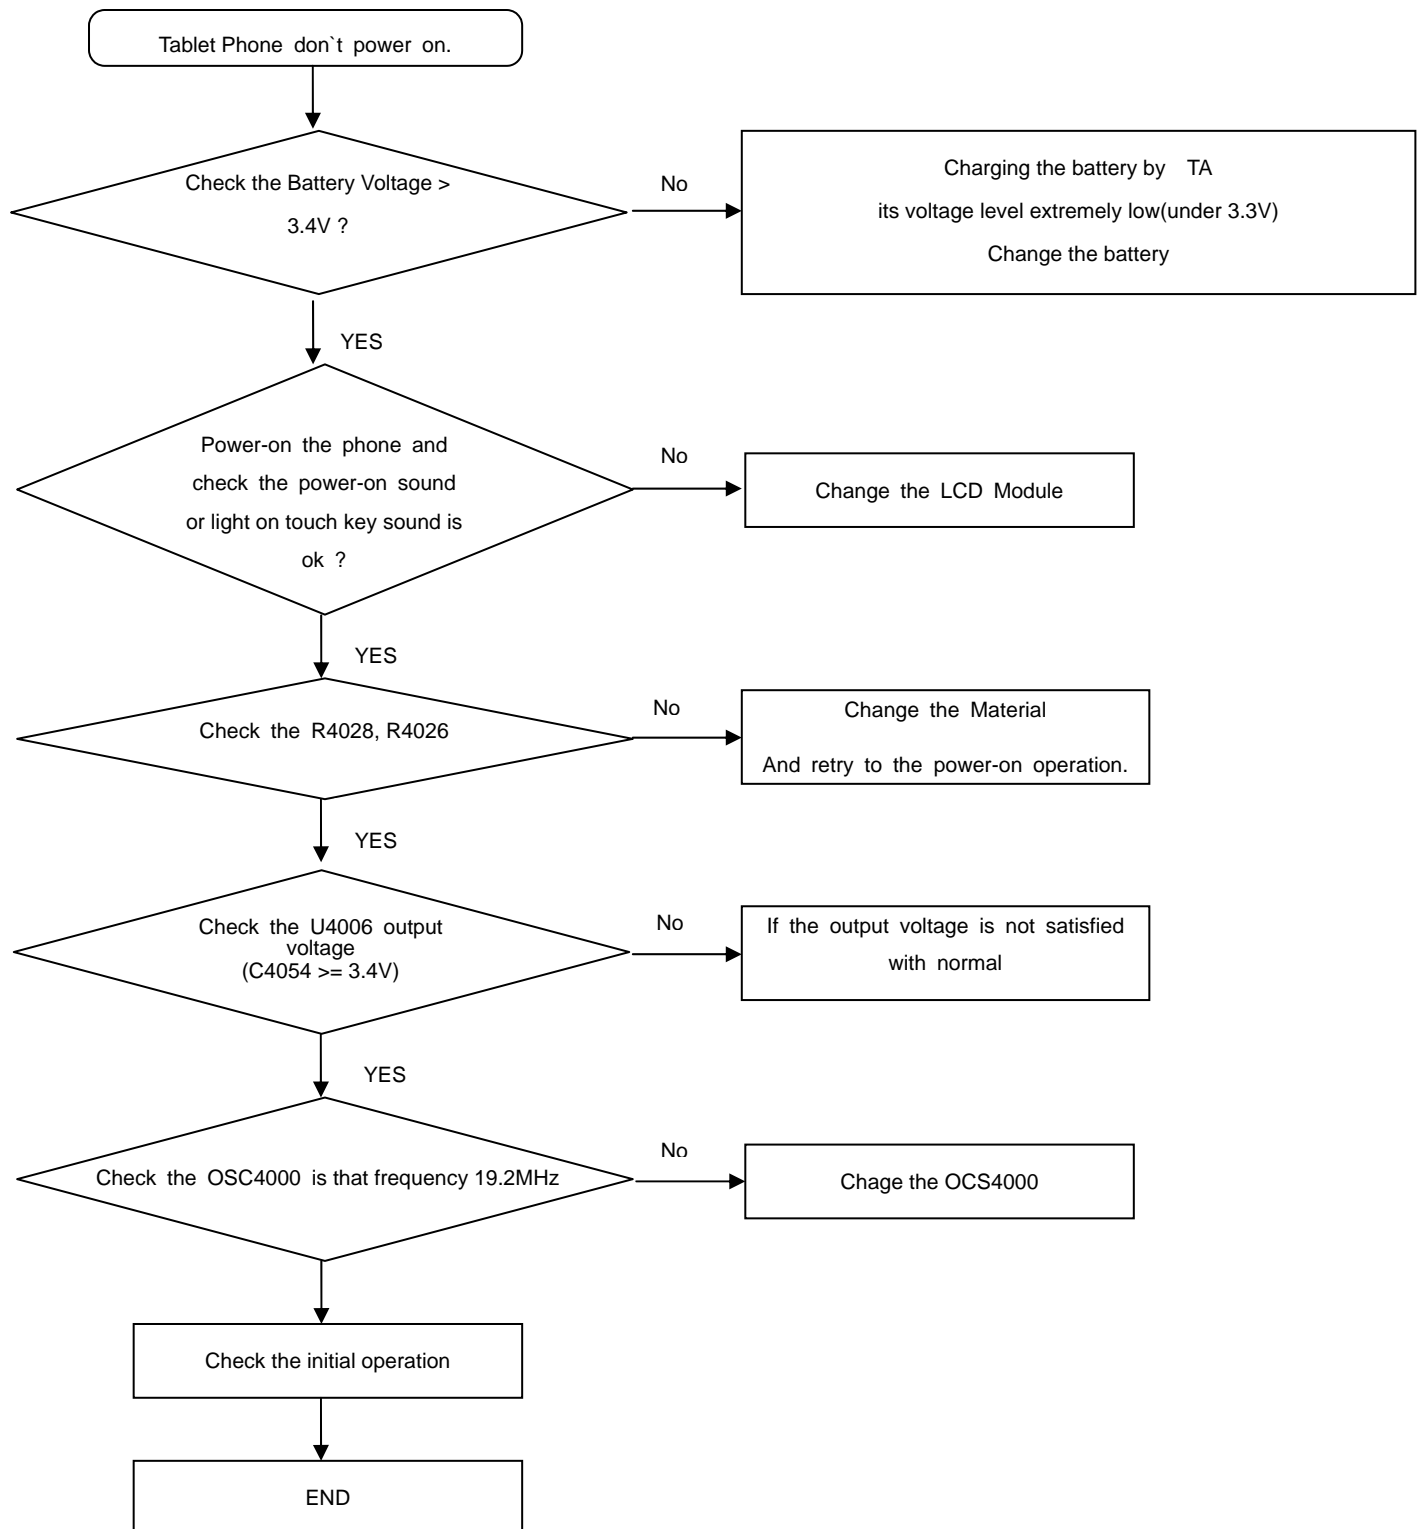 Tablet Phone don`t power on.
Check the Battery Voltage >
3.4V ?
No
Charging the battery by TA
its voltage level extremely low(under 3.3V)
Change the battery
YES
Power-on the phone and
check the power-on sound
or light on touch key sound is
ok ?
No
Change the LCD Module
YES
Check the R4028, R4026
No
Change the Material
And retry to the power-on operation.
YES
Check the U4006 output
voltage
(C4054 >= 3.4V)
No
If the output voltage is not satisfied
with normal
YES
Check the OSC4000 is that frequency 19.2MHz
No
Chage the OCS4000
Check the initial operation
END